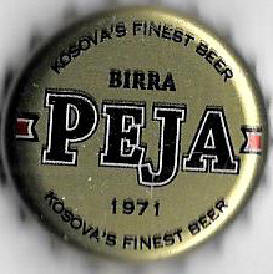 KOSOVA'S FINEST BEER
BIRRA
PEJA
1971
KOSOVA'S FINEST BEER